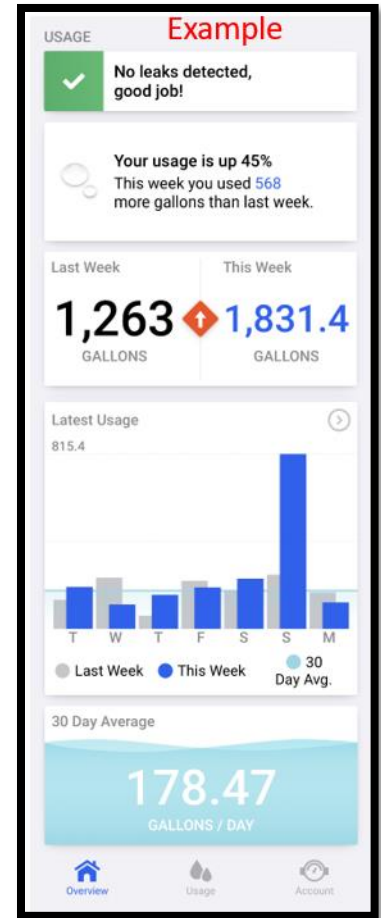 USAGE
Example
No leaks detected,
good job!
Your usage is up 45%
This week you used 568
more gallons than last week.
Last Week
This Week
1,263
1,831.4
GALLONS
GALLONS
Latest Usage
815.4
T W T F S S M
Last Week
This Week
30
Day Avg.
30 Day Average
178.47
GALLONS / DAY
Overview
Usage
Account